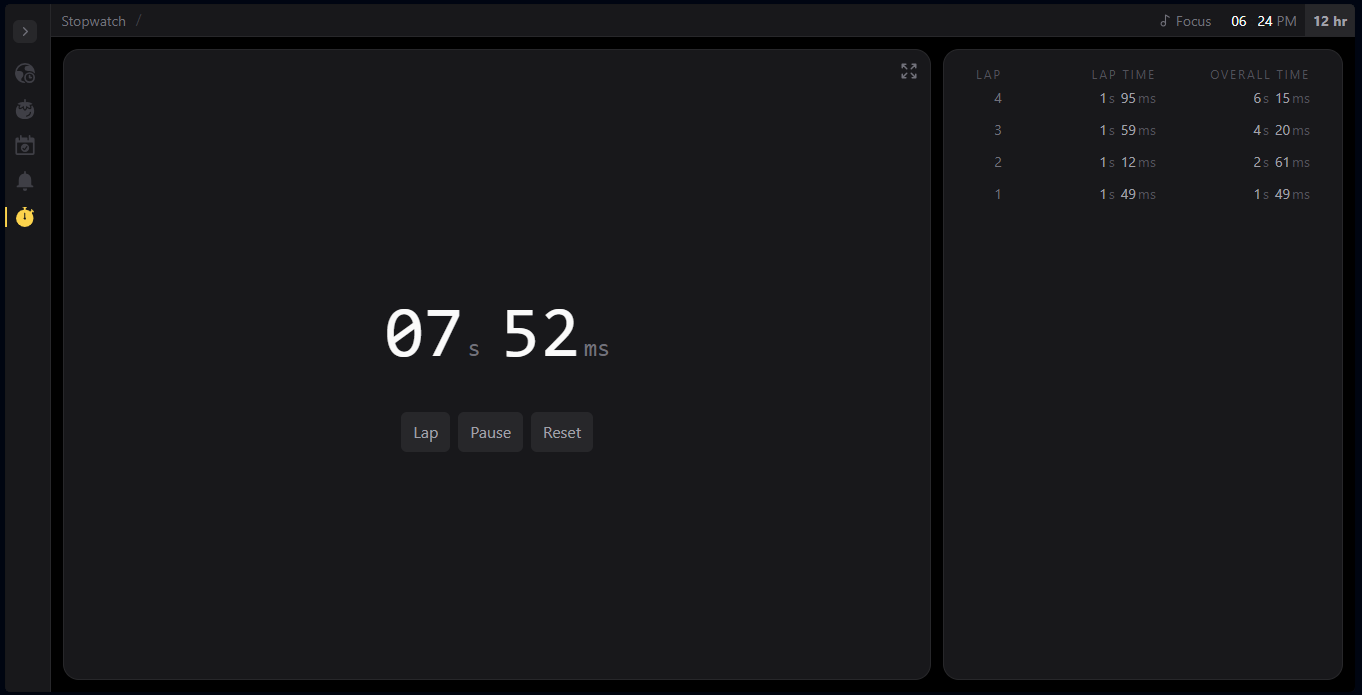 Stopwatch / Focus 06 24 PM 12 hr
07 s 52 ms
Lap Pause Reset
LAP LAP TIME OVERALL TIME
4 1 s 95 ms 6 s 15 ms
3 1 s 59 ms 4 s 20 ms
2 1 s 12 ms 2 s 61 ms
1 1 s 49 ms 1 s 49 ms